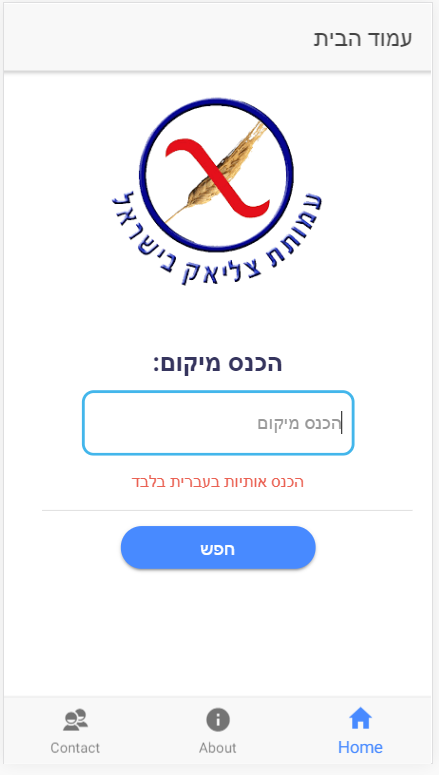 עמוד הבית
עמותת צליאק בישראל
הכנס מיקום:
הכנס מיקום
הכנס אותיות בעברית בלבד
חפש
Home
About
Contact